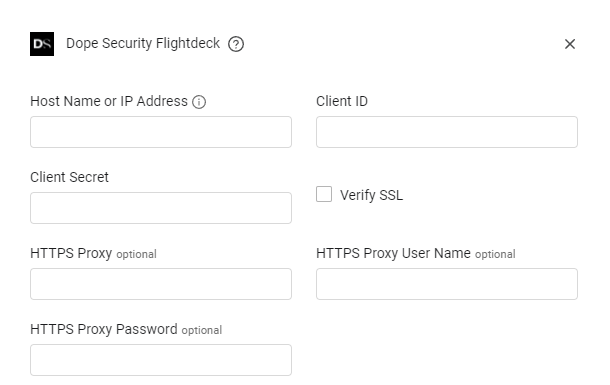 DS Dope Security Flightdeck
Host Name or IP Address Client ID
Client Secret
Verify SSL
HTTPS Proxy optional HTTPS Proxy User Name optional
HTTPS Proxy Password optional